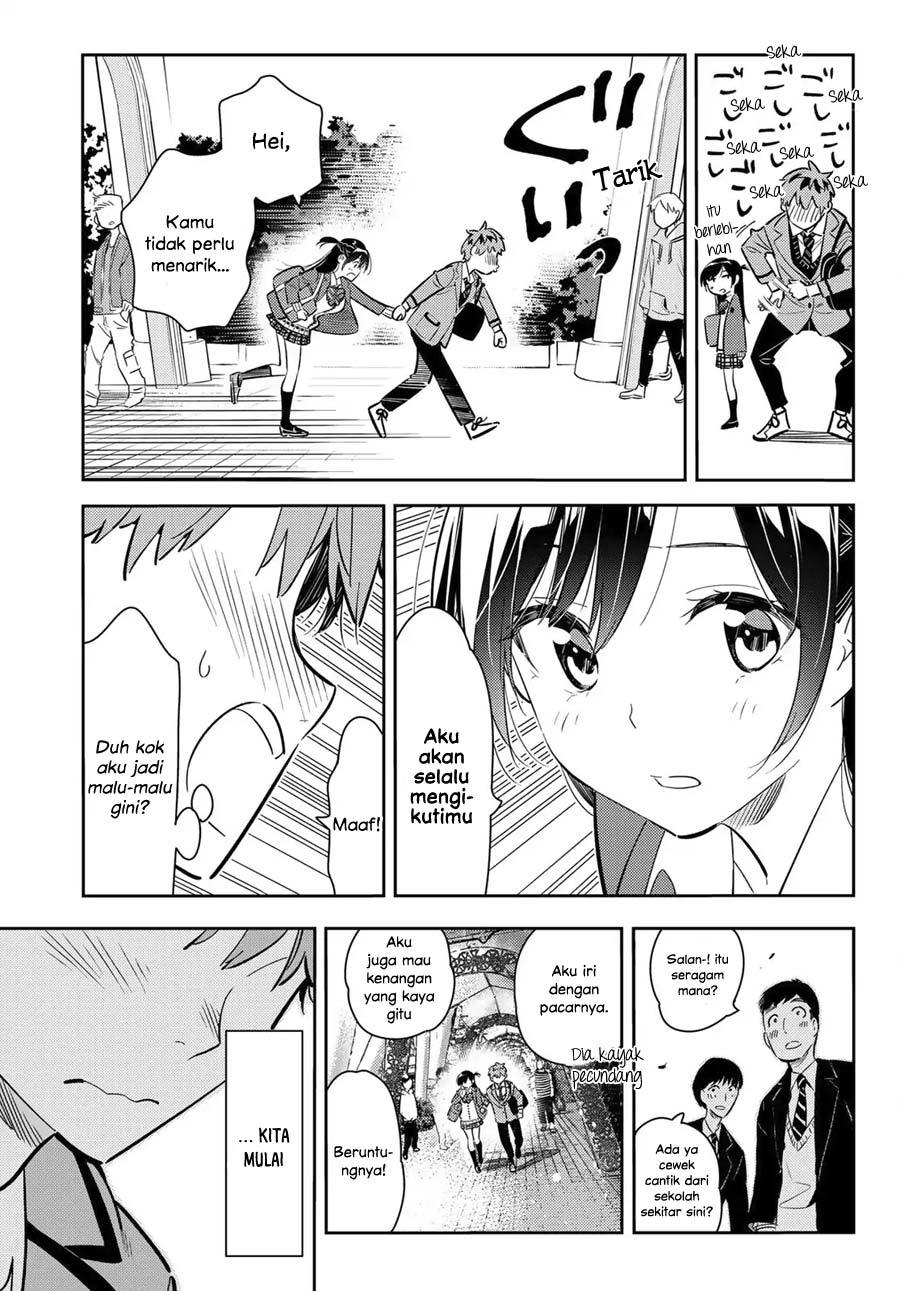 seka
seka
seka
seka
seka
seka
seka
itu
berlebi-
han
ぐい
Tarik
Hei,
Kamu
tidak perlu
menarik...
Aku
akan
selalu
mengi-
kutimu
Maaf!
Duh kok
aku jadi
malu-malu
gini?
Salan-! itu
seragam
mana?
Ada ya
cewek
cantik dari
sekolah
sekitar sini?
Aku iri
dengan
pacarnya.
Dia kayak
pecundang
Aku
juga mau
kenangan
yang kaya
gitu
Beruntu-
ngnya!
... KITA
MULAI